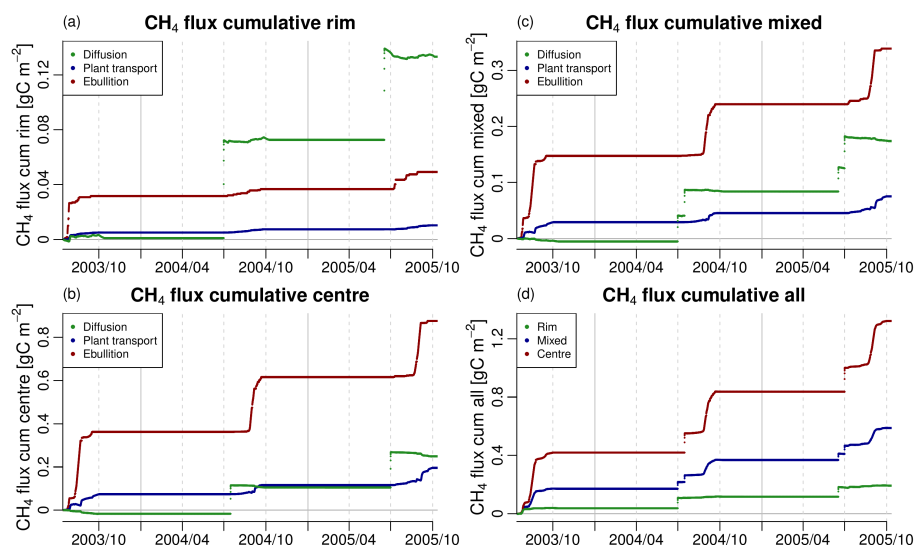 (a) CH4 flux cumulative rim
CH4 flux cum rim [gC m−2]
0.12
0.08
0.04
0
Diffusion
Plant transport
Ebullition
2003/10 2004/04 2004/10 2005/04 2005/10
(c) CH4 flux cumulative mixed
CH4 flux cum mixed [gC m−2]
0.3
0.2
0.1
0
Diffusion
Plant transport
Ebullition
2003/10 2004/04 2004/10 2005/04 2005/10
(b) CH4 flux cumulative centre
CH4 flux cum centre [gC m−2]
0.8
0.6
0.4
0.2
0
Diffusion
Plant transport
Ebullition
2003/10 2004/04 2004/10 2005/04 2005/10
(d) CH4 flux cumulative all
CH4 flux cum all [gC m−2]
1.2
0.8
0.4
0
Rim
Mixed
Centre
2003/10 2004/04 2004/10 2005/04 2005/10